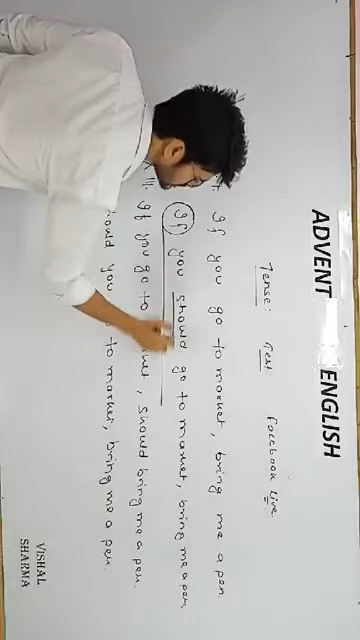 ADVENT ENGLISH
Tense: Test Facebook Live.
If you go to market, bring me a pen.
If you should go to market, bring me a pen.
If you go to market, should bring me a pen.
should you to market, bring me a pen.
VISHAL
SHARMA